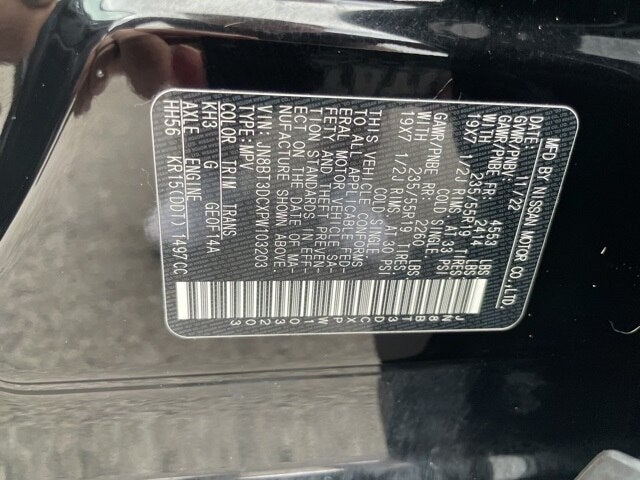 MFD BY NISSAN MOTOR CO.,LTD.
DATE 11/22
GVWR/PNBV 4563 LBS
GAWR/PNBE FR 2414 LBS
WITH 235/55R19 TIRES
19X7 1/2J RIMS
COLD SINGLE AT 33 PSI
GAWR/PNBE RR 2260 LBS
WITH 235/55R19 TIRES
19X7 1/2J RIMS
COLD SINGLE AT 30 PSI
THIS VEHICLE CONFORMS
TO ALL APPLICABLE FED-
ERAL MOTOR VEHICLE SA-
FETY AND THEFT PREVEN-
TION STANDARDS IN EFF-
ECT ON THE DATE OF MA-
NUFACTURE SHOWN ABOVE.
: JN8BT3DCXPW103203
TYPE: MPV
COLOR TRIM TRANS
KH3 G GE0F14A
AXLE ENGINE
HH56 KR15(DDT) 1497CC
JN8BT3DCXPW103203